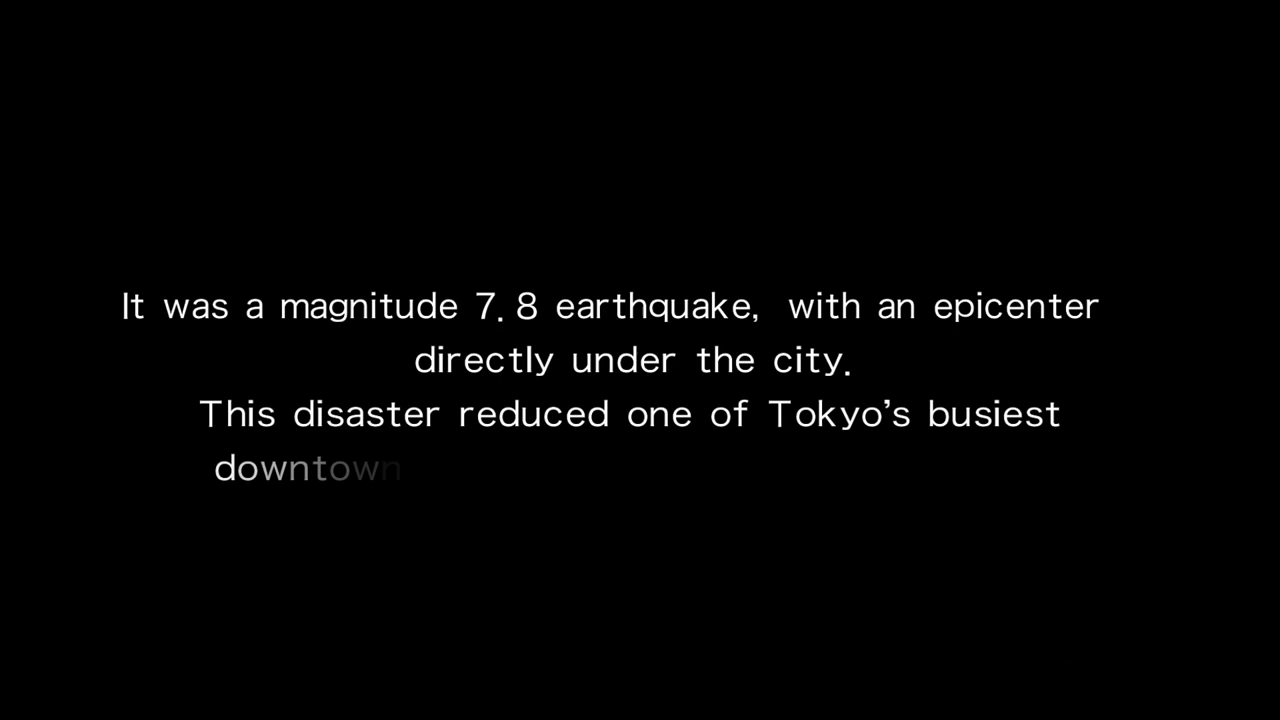 It was a magnitude 7.8 earthquake, with an epicenter
directly under the city.
This disaster reduced one of Tokyo’s busiest
downtown